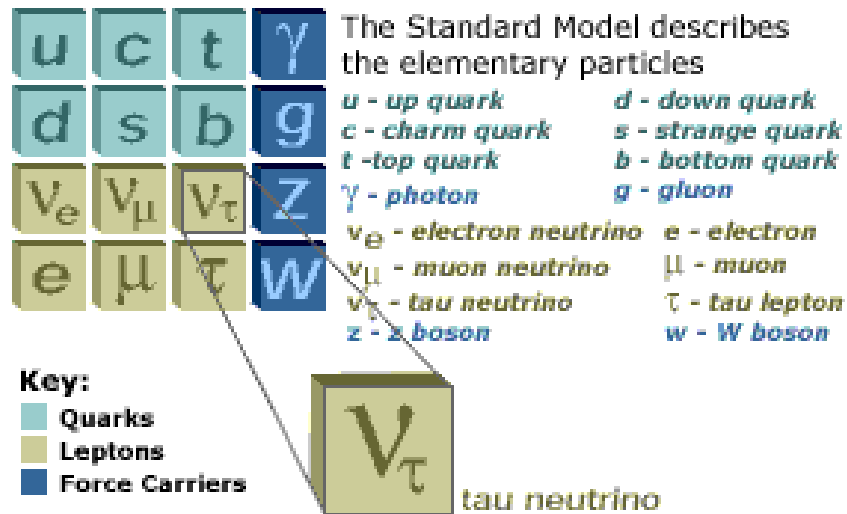 u c t γ
The Standard Model describes
the elementary particles
d s b g
u - up quark d - down quark
c - charm quark s - strange quark
t -top quark b - bottom quark
γ - photon g - gluon
νe νμ ντ Z
νe - electron neutrino e - electron
νμ - muon neutrino μ - muon
ντ - tau neutrino τ - tau lepton
z - z boson w - W boson
e μ τ W
Key:
Quarks
Leptons
Force Carriers
ντ
tau neutrino